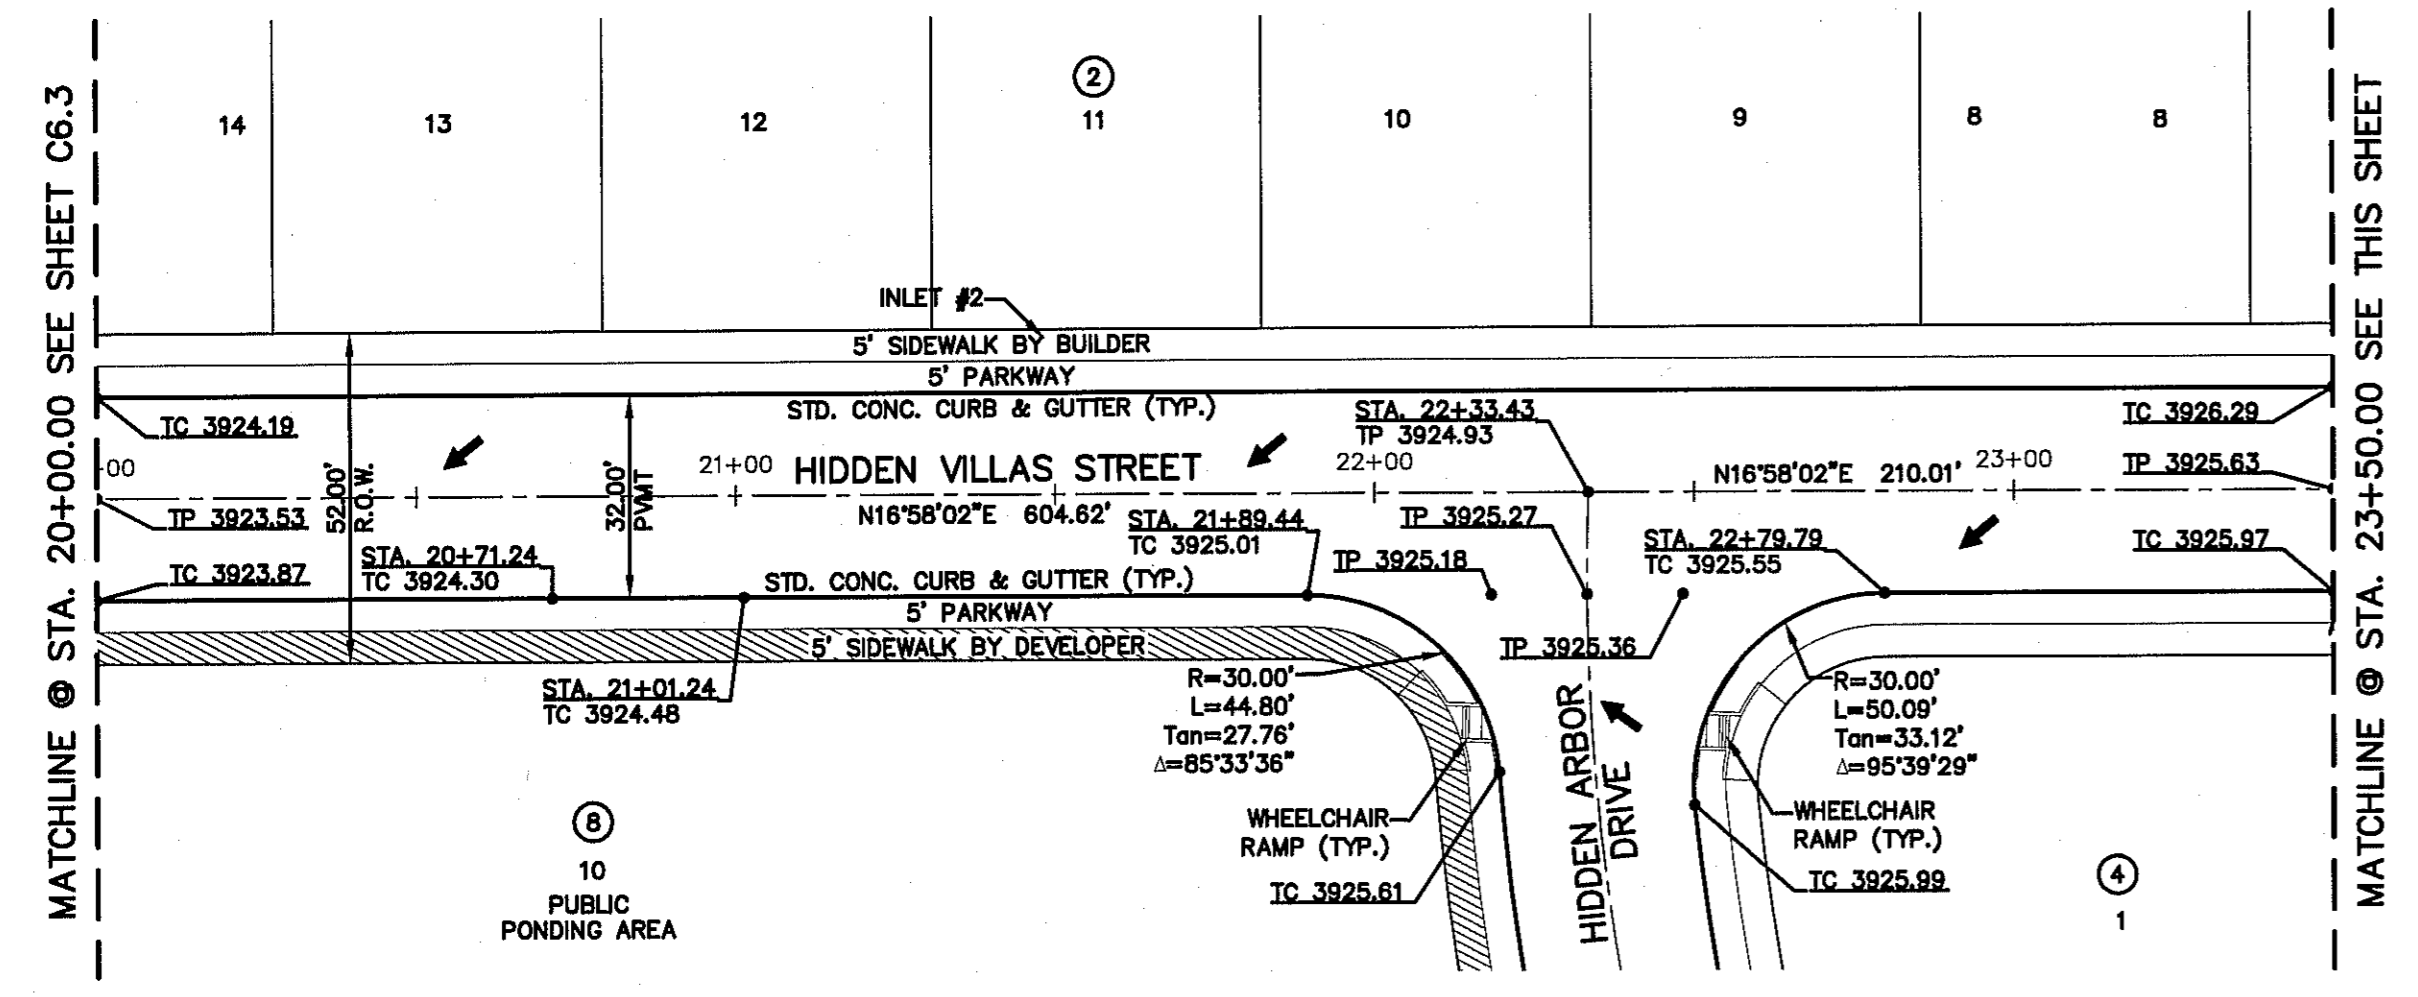 MATCHLINE @ STA. 20+00.00 SEE SHEET C6.3
14
13
12
2
11
10
9
8
8
INLET #2
5' SIDEWALK BY BUILDER
5' PARKWAY
STD. CONC. CURB & GUTTER (TYP.)
TC 3924.19
STA. 22+33.43
TP 3924.93
TC 3926.29
+00
21+00
HIDDEN VILLAS STREET
22+00
23+00
N16°58'02"E 210.01'
TP 3925.63
52.00'
R.O.W.
32.00'
PVMT
TP 3923.53
N16°58'02"E 604.62'
STA. 21+89.44
TC 3925.01
TP 3925.27
TP 3925.18
STA. 22+79.79
TC 3925.55
TC 3925.97
STA. 20+71.24
TC 3924.30
TC 3923.87
STD. CONC. CURB & GUTTER (TYP.)
5' PARKWAY
5' SIDEWALK BY DEVELOPER
TP 3925.36
STA. 21+01.24
TC 3924.48
R=30.00'
L=44.80'
Tan=27.76'
Δ=85°33'36"
R=30.00'
L=50.09'
Tan=33.12'
Δ=95°39'29"
HIDDEN ARBOR
DRIVE
WHEELCHAIR
RAMP (TYP.)
WHEELCHAIR
RAMP (TYP.)
TC 3925.61
TC 3925.99
8
10
PUBLIC
PONDING AREA
4
1
MATCHLINE @ STA. 23+50.00 SEE THIS SHEET